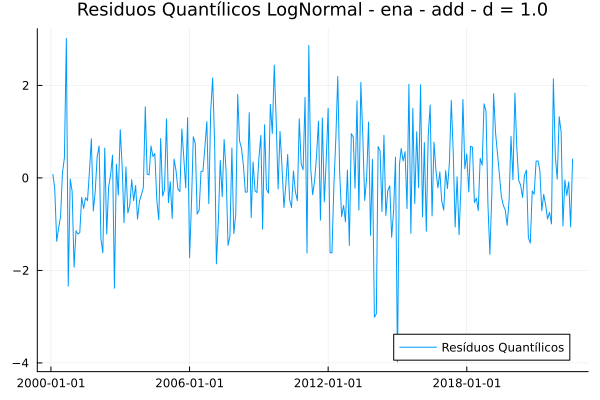 Residuos Quantílicos LogNormal - ena - add - d = 1.0
2
0
−2
−4
2000-01-01 2006-01-01 2012-01-01 2018-01-01
Resíduos Quantílicos